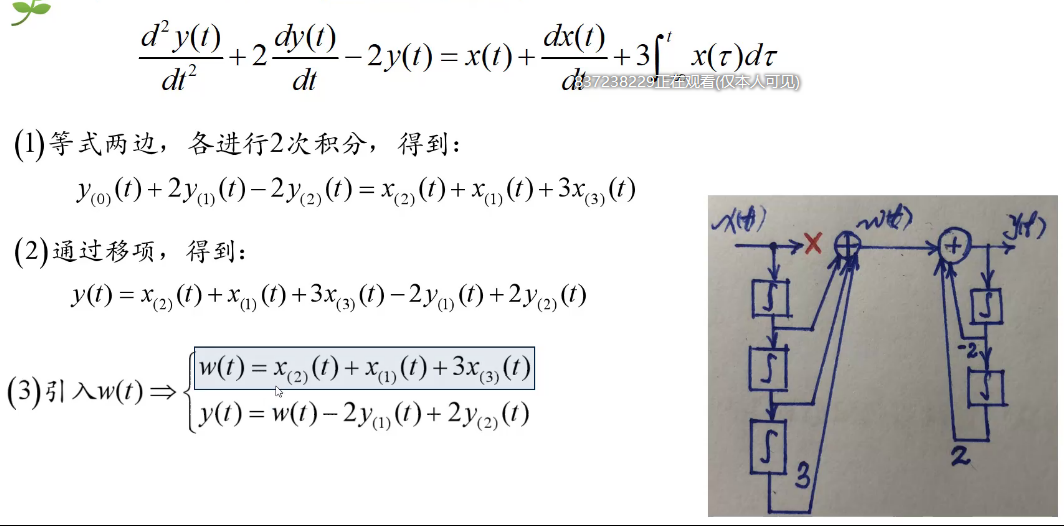 d²y(t)/dt² + 2 dy(t)/dt − 2y(t) = x(t) + dx(t)/dt + 3∫ᵗ x(τ)dτ
837238229正在观看(仅本人可见)
(1)等式两边，各进行2次积分，得到：
y₍₀₎(t) + 2y₍₁₎(t) − 2y₍₂₎(t) = x₍₂₎(t) + x₍₁₎(t) + 3x₍₃₎(t)
(2)通过移项，得到：
y(t) = x₍₂₎(t) + x₍₁₎(t) + 3x₍₃₎(t) − 2y₍₁₎(t) + 2y₍₂₎(t)
(3)引入w(t) ⇒
w(t) = x₍₂₎(t) + x₍₁₎(t) + 3x₍₃₎(t)
y(t) = w(t) − 2y₍₁₎(t) + 2y₍₂₎(t)
x(t) w(t) y(t)
X + +
∫ ∫
-2
∫ ∫
∫
3 2